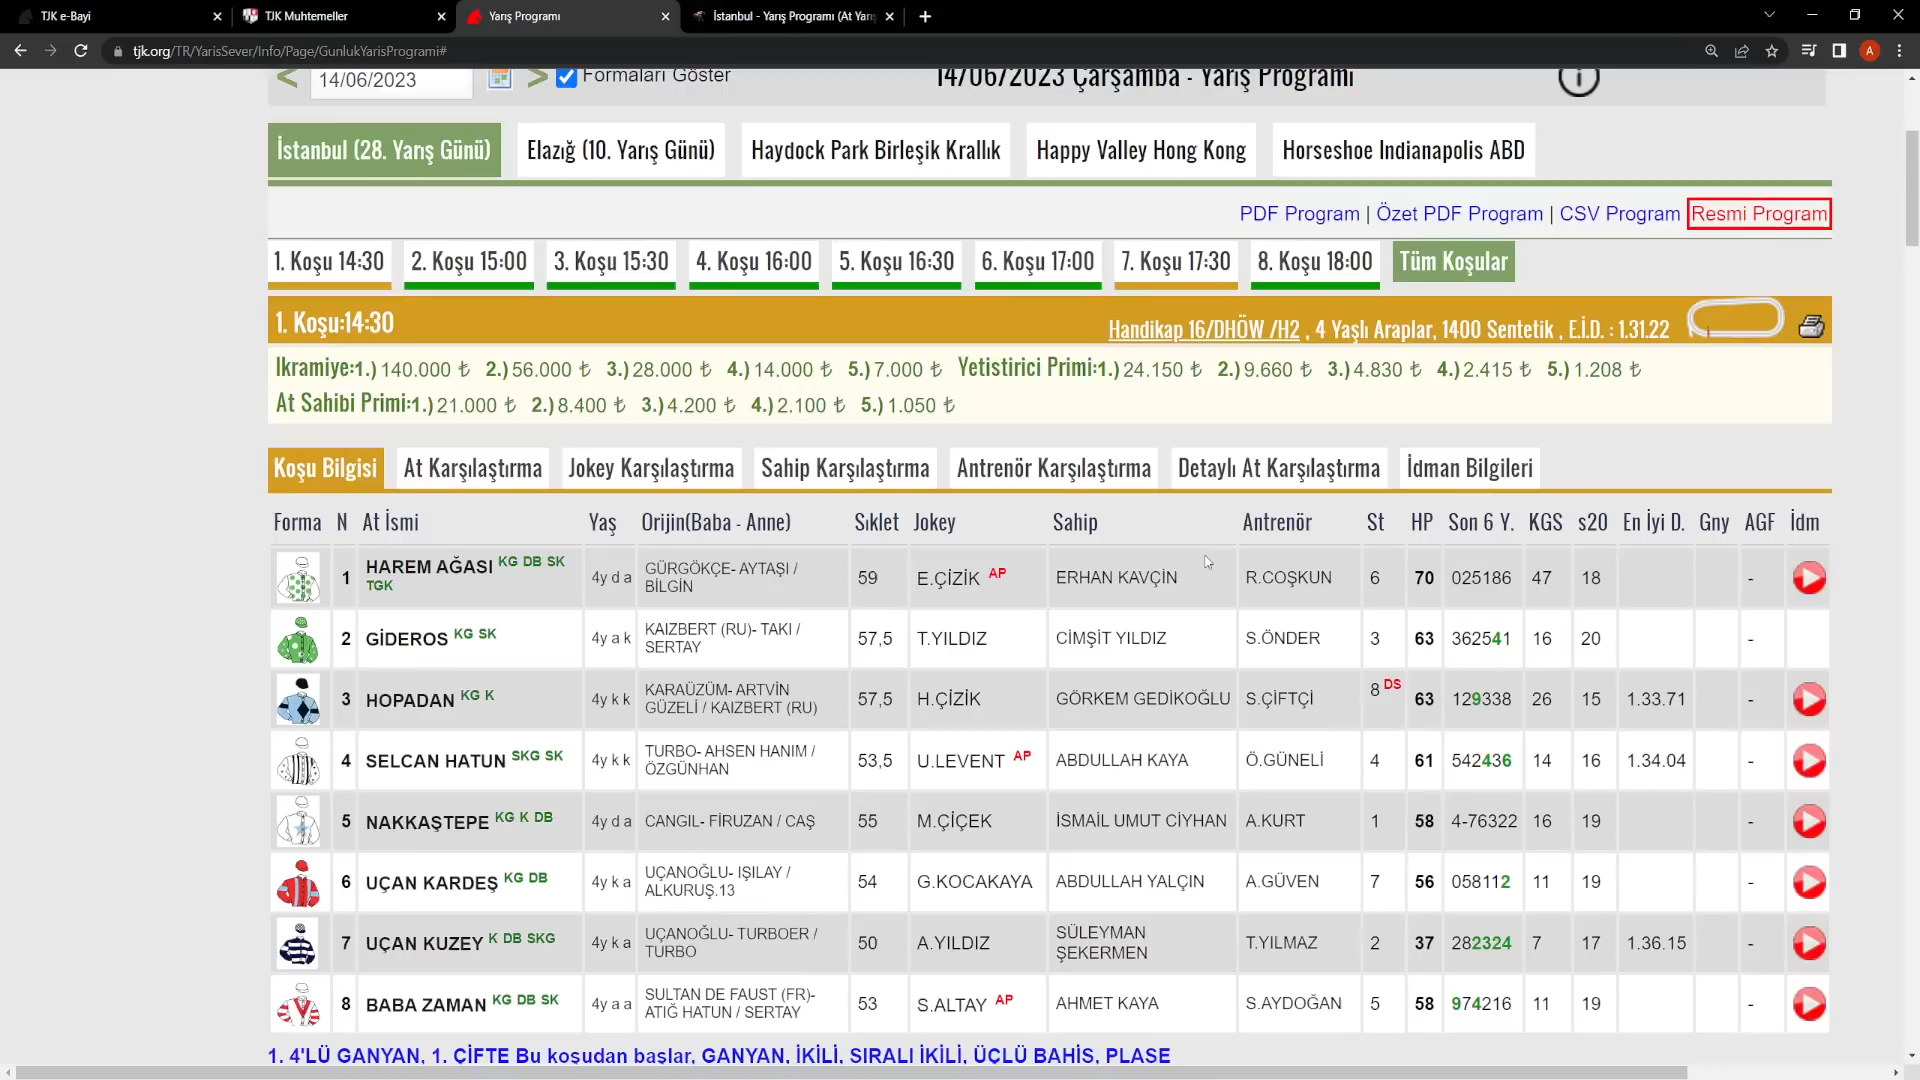 TJK e-Bayi
TJK Muhtemeller
Yarış Programı
İstanbul - Yarış Programı (At Yarış
tjk.org/TR/YarisSever/Info/Page/GunlukYarisProgrami#
A
14/06/2023
Formaları Göster
14/06/2023 Çarşamba - Yarış Programı
İstanbul (28. Yarış Günü)
Elazığ (10. Yarış Günü)
Haydock Park Birleşik Krallık
Happy Valley Hong Kong
Horseshoe Indianapolis ABD
PDF Program | Özet PDF Program | CSV Program Resmi Program
1. Koşu 14:30 2. Koşu 15:00 3. Koşu 15:30 4. Koşu 16:00 5. Koşu 16:30 6. Koşu 17:00 7. Koşu 17:30 8. Koşu 18:00 Tüm Koşular
1. Koşu:14:30
Handikap 16/DHÖW /H2 , 4 Yaşlı Araplar, 1400 Sentetik , E.İ.D. : 1.31.22
Ikramiye:1.) 140.000 ₺ 2.) 56.000 ₺ 3.) 28.000 ₺ 4.) 14.000 ₺ 5.) 7.000 ₺ Yetistirici Primi:1.) 24.150 ₺ 2.) 9.660 ₺ 3.) 4.830 ₺ 4.) 2.415 ₺ 5.) 1.208 ₺
At Sahibi Primi:1.) 21.000 ₺ 2.) 8.400 ₺ 3.) 4.200 ₺ 4.) 2.100 ₺ 5.) 1.050 ₺
Koşu Bilgisi At Karşılaştırma Jokey Karşılaştırma Sahip Karşılaştırma Antrenör Karşılaştırma Detaylı At Karşılaştırma İdman Bilgileri
Forma N At İsmi Yaş Orijin(Baba - Anne) Sıklet Jokey Sahip Antrenör St HP Son 6 Y. KGS s20 En İyi D. Gny AGF İdm
1 HAREM AĞASI KG DB SK TGK 4y d a GÜRGÖKÇE- AYTAŞI / BİLGİN 59 E.ÇİZİK AP ERHAN KAVÇİN R.COŞKUN 6 70 025186 47 18 -
2 GİDEROS KG SK 4y a k KAIZBERT (RU)- TAKI / SERTAY 57,5 T.YILDIZ CİMŞİT YILDIZ S.ÖNDER 3 63 362541 16 20 -
3 HOPADAN KG K 4y k k KARAÜZÜM- ARTVİN GÜZELİ / KAIZBERT (RU) 57,5 H.ÇİZİK GÖRKEM GEDİKOĞLU S.ÇİFTÇİ 8 DS 63 129338 26 15 1.33.71 -
4 SELCAN HATUN SKG SK 4y k k TURBO- AHSEN HANIM / ÖZGÜNHAN 53,5 U.LEVENT AP ABDULLAH KAYA Ö.GÜNELİ 4 61 542436 14 16 1.34.04 -
5 NAKKAŞTEPE KG K DB 4y d a CANGIL- FİRUZAN / CAŞ 55 M.ÇİÇEK İSMAİL UMUT CİYHAN A.KURT 1 58 4-76322 16 19 -
6 UÇAN KARDEŞ KG DB 4y k a UÇANOĞLU- IŞILAY / ALKURUŞ.13 54 G.KOCAKAYA ABDULLAH YALÇIN A.GÜVEN 7 56 058112 11 19 -
7 UÇAN KUZEY K DB SKG 4y k a UÇANOĞLU- TURBOER / TURBO 50 A.YILDIZ SÜLEYMAN ŞEKERMEN T.YILMAZ 2 37 282324 7 17 1.36.15 -
8 BABA ZAMAN KG DB SK 4y a a SULTAN DE FAUST (FR)- ATIĞ HATUN / SERTAY 53 S.ALTAY AP AHMET KAYA S.AYDOĞAN 5 58 974216 11 19 -
1. 4'LÜ GANYAN, 1. ÇİFTE Bu koşudan başlar, GANYAN, İKİLİ, SIRALI İKİLİ, ÜÇLÜ BAHİS, PLASE